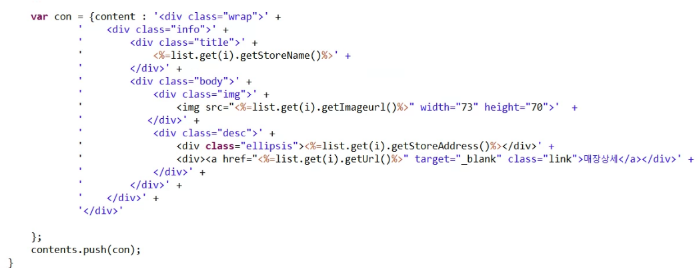 var con = {content : '<div class="wrap">' +
'    <div class="info">' +
'        <div class="title">' +
'            <%=list.get(i).getStoreName()%>' +
'        </div>' +
'        <div class="body">' +
'            <div class="img">' +
'                <img src="<%=list.get(i).getImageurl()%>" width="73" height="70">'  +
'           </div>' +
'            <div class="desc">' +
'                <div class="ellipsis"><%=list.get(i).getStoreAddress()%></div>' +
'                <div><a href="<%=list.get(i).getUrl()%>" target="_blank" class="link">매장상세</a></div>' +
'            </div>' +
'        </div>' +
'    </div>' +
'</div>'
};
contents.push(con);
}